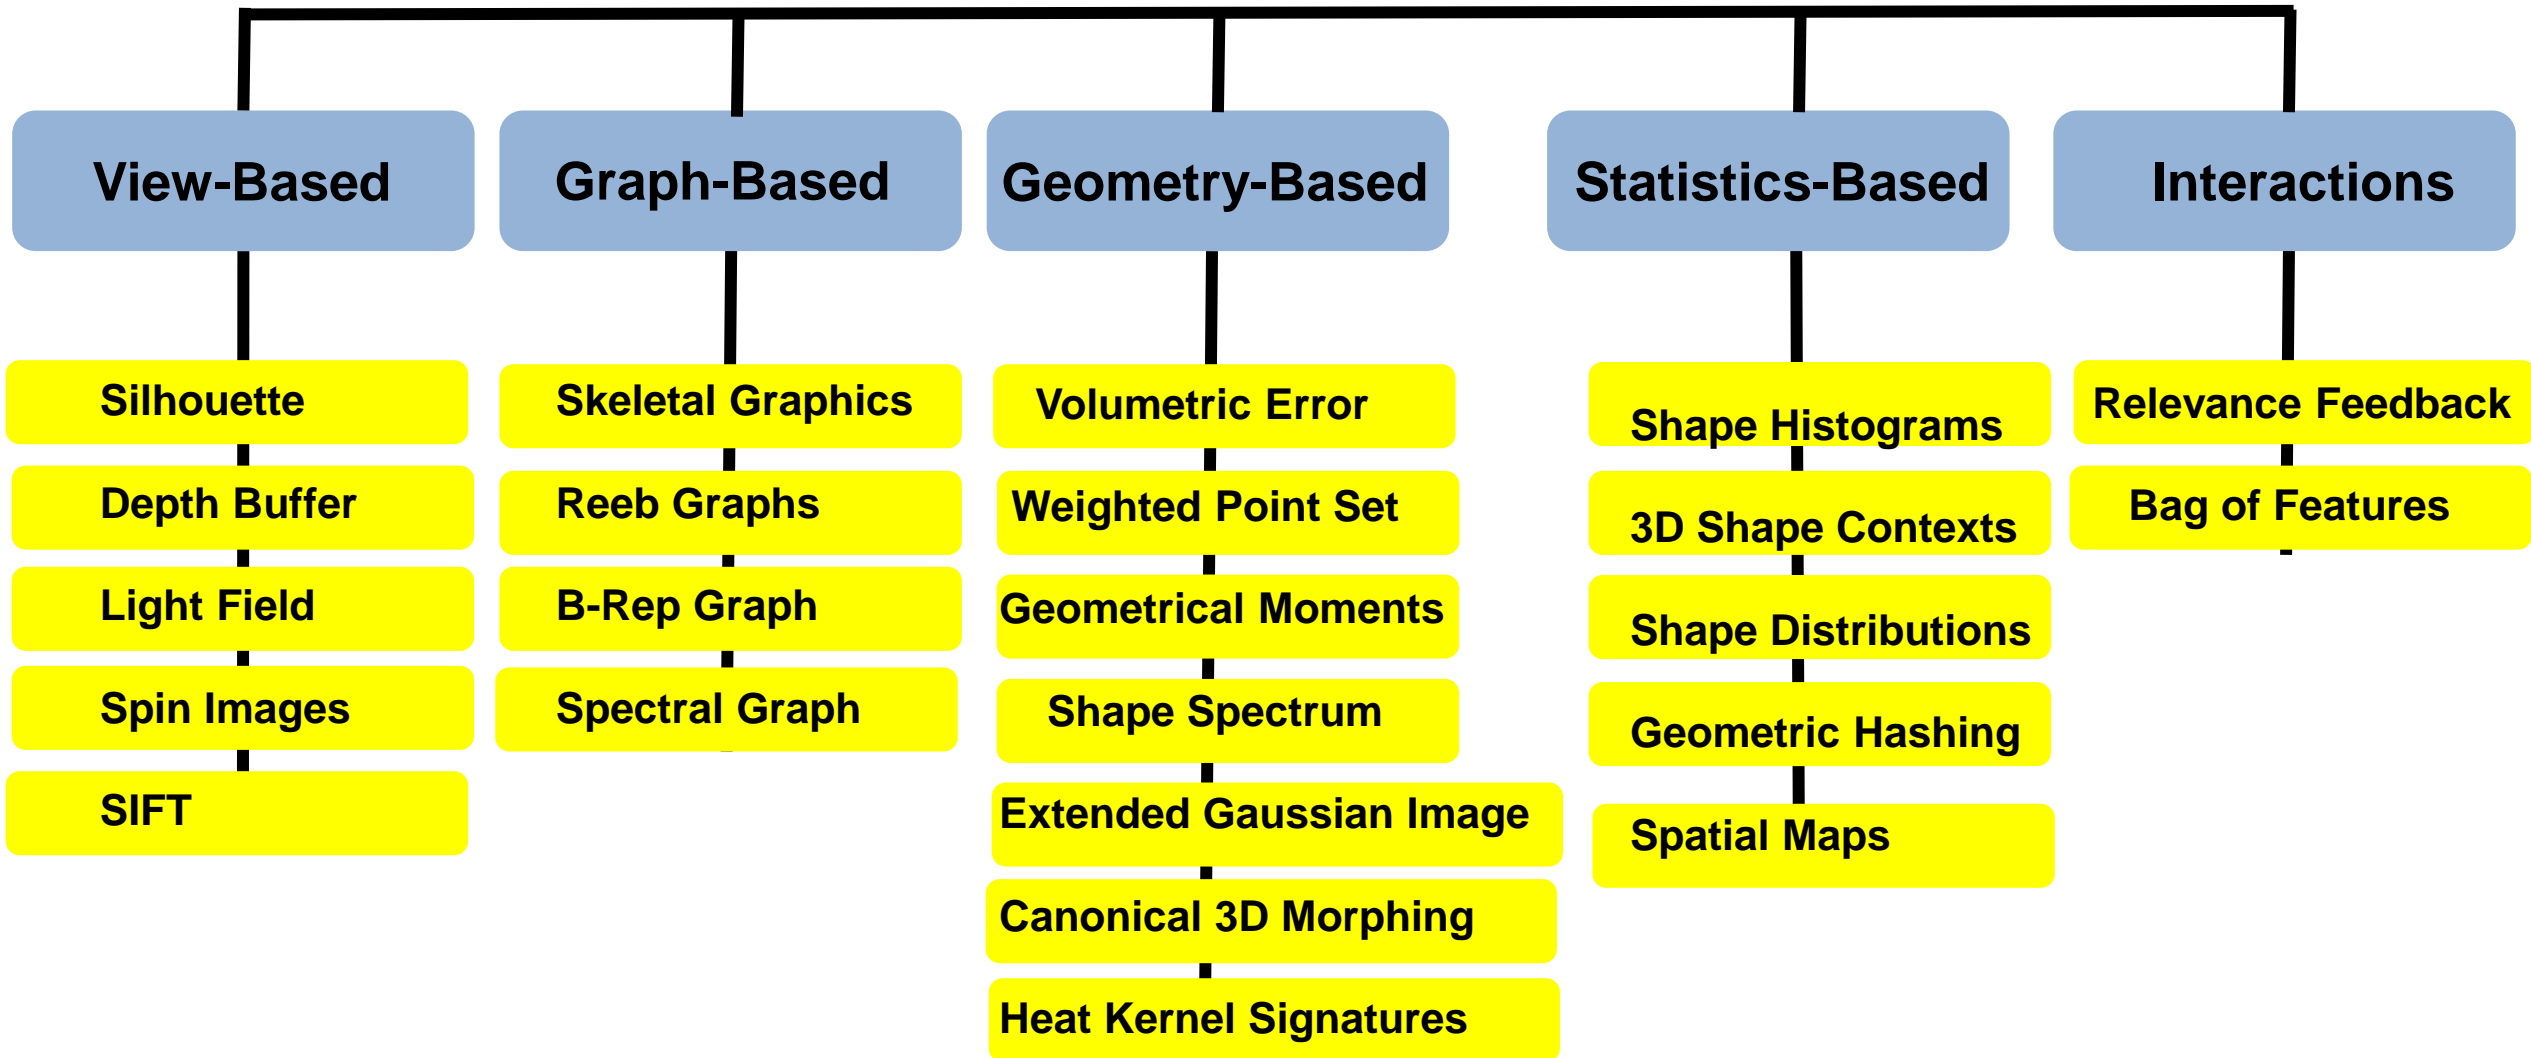 View-Based
Graph-Based
Geometry-Based
Statistics-Based
Interactions
Silhouette
Depth Buffer
Light Field
Spin Images
SIFT
Skeletal Graphics
Reeb Graphs
B-Rep Graph
Spectral Graph
Volumetric Error
Weighted Point Set
Geometrical Moments
Shape Spectrum
Extended Gaussian Image
Canonical 3D Morphing
Heat Kernel Signatures
Shape Histograms
3D Shape Contexts
Shape Distributions
Geometric Hashing
Spatial Maps
Relevance Feedback
Bag of Features